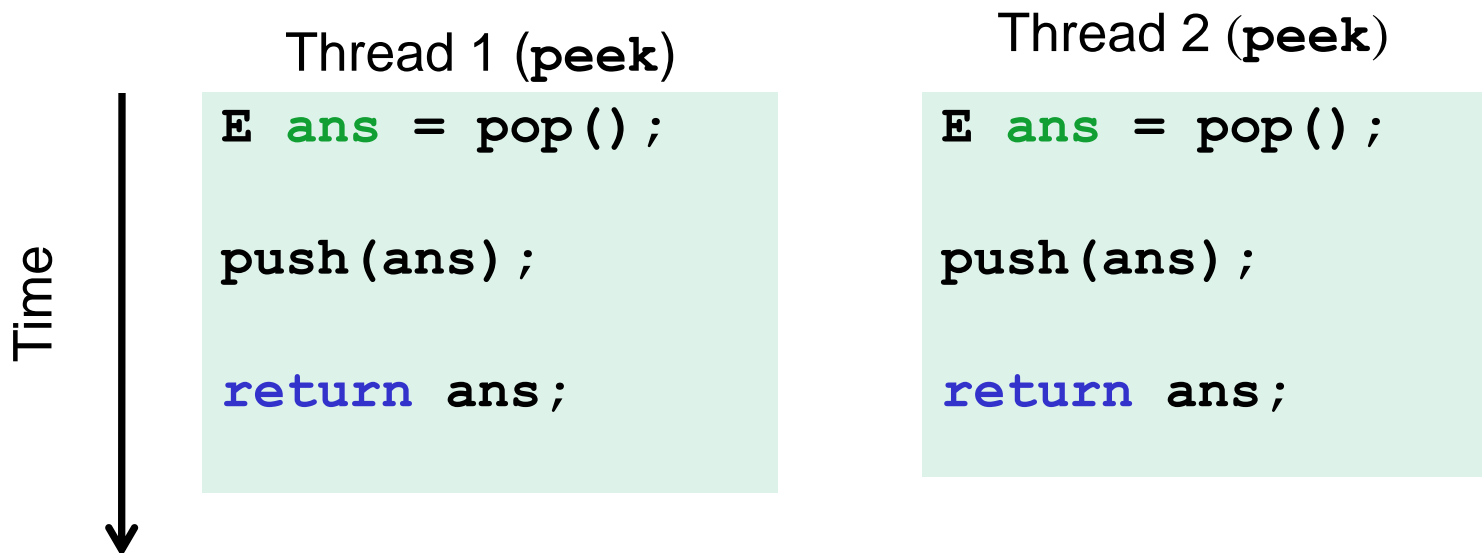 Time
Thread 1 (peek)
E ans = pop();
push(ans);
return ans;
Thread 2 (peek)
E ans = pop();
push(ans);
return ans;